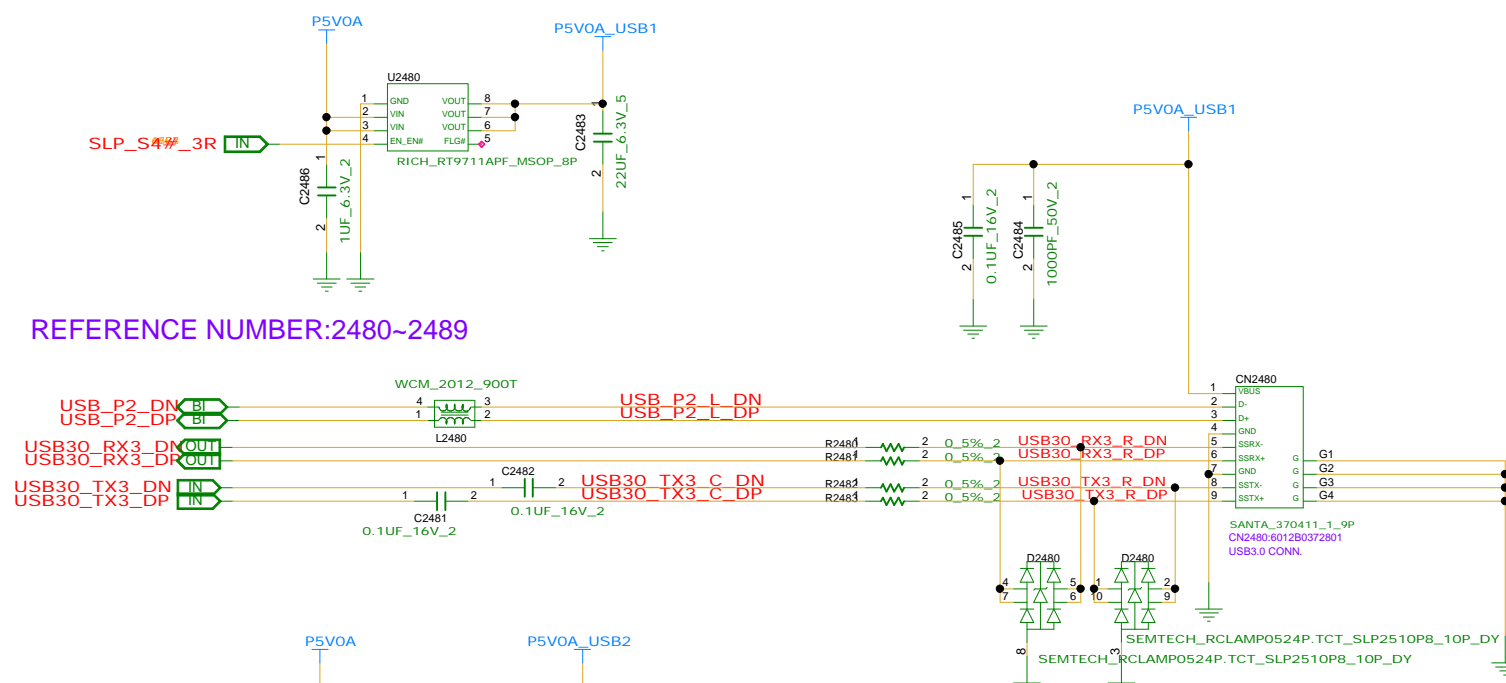 P5V0A
P5V0A_USB1
U2480
1 GND VOUT 8
2 VIN VOUT 7
3 VIN VOUT 6
4 EN_EN# FLG# 5
SLP_S4#_3R IN
RICH_RT9711APF_MSOP_8P
C2486
1
2
1UF_6.3V_2
C2483
1
2
22UF_6.3V_5
P5V0A_USB1
C2485
1
2
0.1UF_16V_2
C2484
1
2
1000PF_50V_2
REFERENCE NUMBER:2480~2489
WCM_2012_900T
CN2480
USB_P2_DN BI 4 3 USB_P2_L_DN
USB_P2_DP BI 1 2 USB_P2_L_DP
L2480
USB30_RX3_DN OUT R2480 1 2 0_5%_2 USB30_RX3_R_DN
USB30_RX3_DP OUT R2481 1 2 0_5%_2 USB30_RX3_R_DP
C2482
USB30_TX3_DN IN 1 2 USB30_TX3_C_DN R2482 1 2 0_5%_2 USB30_TX3_R_DN
USB30_TX3_DP IN 1 2 USB30_TX3_C_DP R2483 1 2 0_5%_2 USB30_TX3_R_DP
C2481
0.1UF_16V_2
0.1UF_16V_2
1 VBUS
2 D-
3 D+
4 GND
5 SSRX-
6 SSRX+ G G1
7 GND G G2
8 SSTX- G G3
9 SSTX+ G G4
SANTA_370411_1_9P
CN2480:6012B0372801
USB3.0 CONN.
D2480
4 5
7 6
8
D2480
1 2
10 9
3
SEMTECH_RCLAMP0524P.TCT_SLP2510P8_10P_DY
SEMTECH_RCLAMP0524P.TCT_SLP2510P8_10P_DY
P5V0A
P5V0A_USB2